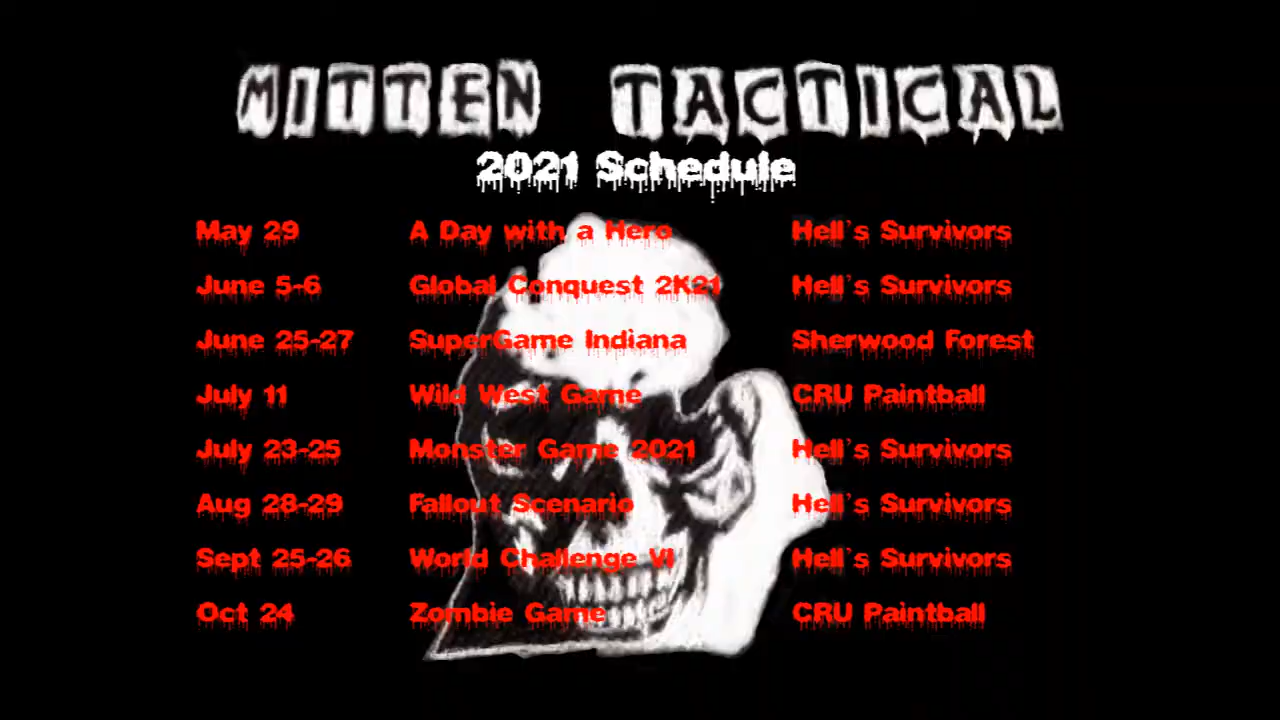 MITTEN TACTICAL
2021 Schedule
May 29 A Day with a Hero Hell's Survivors
June 5-6 Global Conquest 2K21 Hell's Survivors
June 25-27 SuperGame Indiana Sherwood Forest
July 11 Wild West Game CRU Paintball
July 23-25 Monster Game 2021 Hell's Survivors
Aug 28-29 Fallout Scenario Hell's Survivors
Sept 25-26 World Challenge VI Hell's Survivors
Oct 24 Zombie Game CRU Paintball